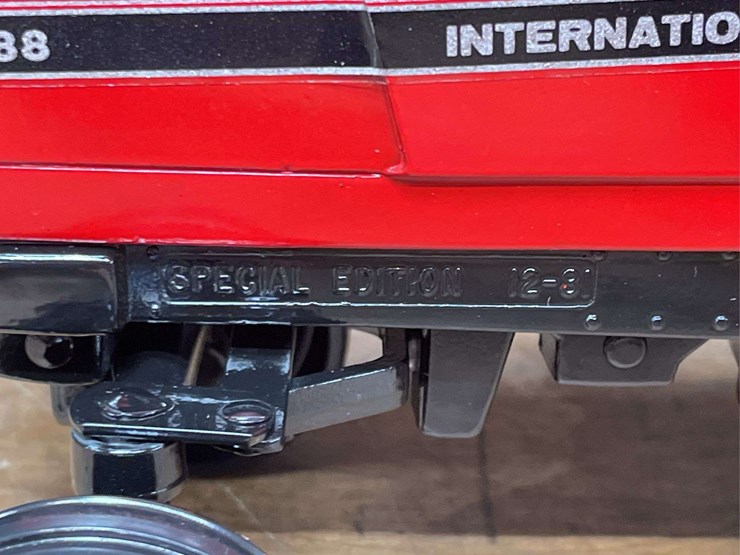 88
INTERNATIO
SPECIAL EDITION 12-81